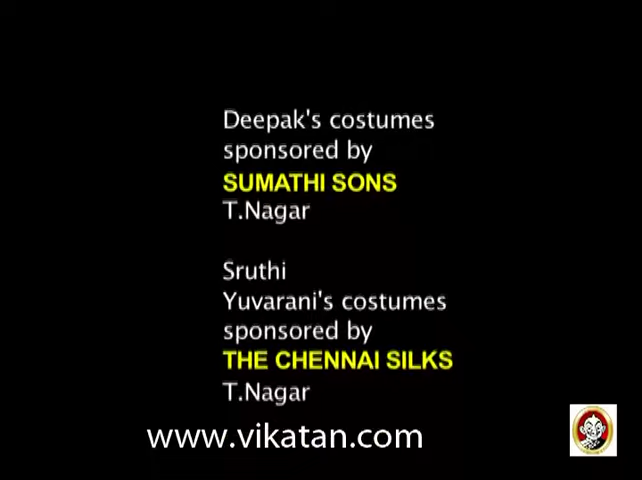 Deepak's costumes
sponsored by
SUMATHI SONS
T.Nagar
Sruthi
Yuvarani's costumes
sponsored by
THE CHENNAI SILKS
T.Nagar
www.vikatan.com